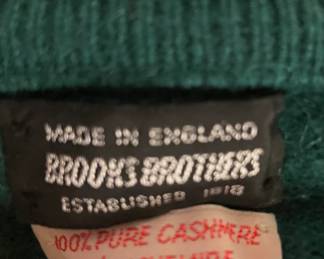 MADE IN ENGLAND
BROOKS BROTHERS
ESTABLISHED 1818
100% PURE CASHMERE